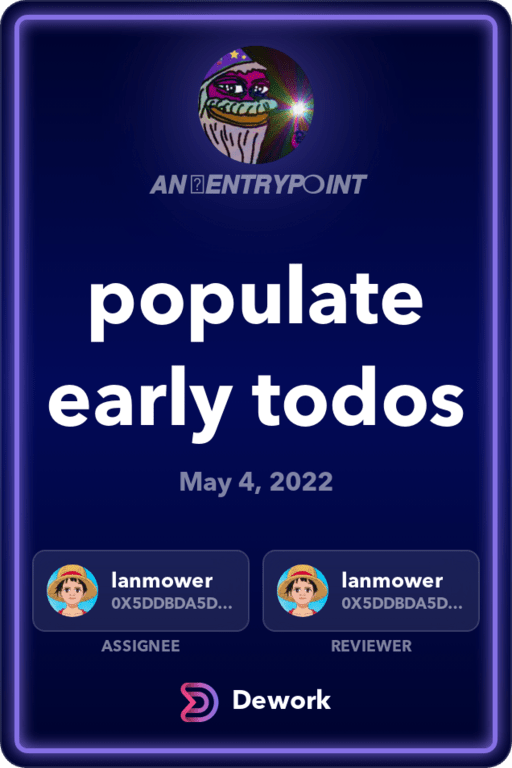 AN ENTRYPOINT
populate
early todos
May 4, 2022
lanmower
0X5DDBDA5D...
ASSIGNEE
lanmower
0X5DDBDA5D...
REVIEWER
Dework